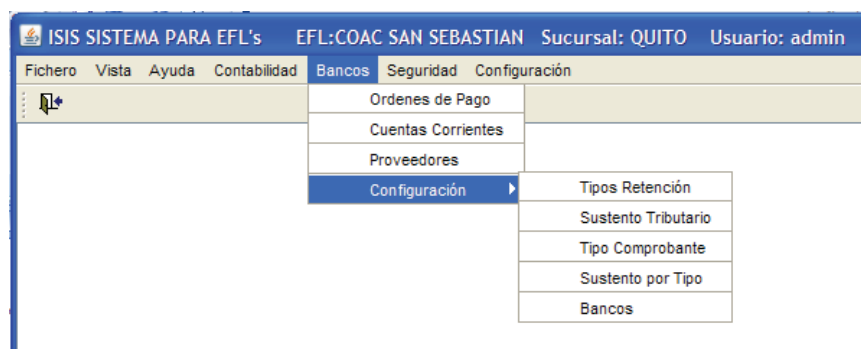 ISIS SISTEMA PARA EFL's EFL:COAC SAN SEBASTIAN Sucursal: QUITO Usuario: admin
Fichero Vista Ayuda Contabilidad Bancos Seguridad Configuración
Ordenes de Pago
Cuentas Corrientes
Proveedores
Configuración
Tipos Retención
Sustento Tributario
Tipo Comprobante
Sustento por Tipo
Bancos